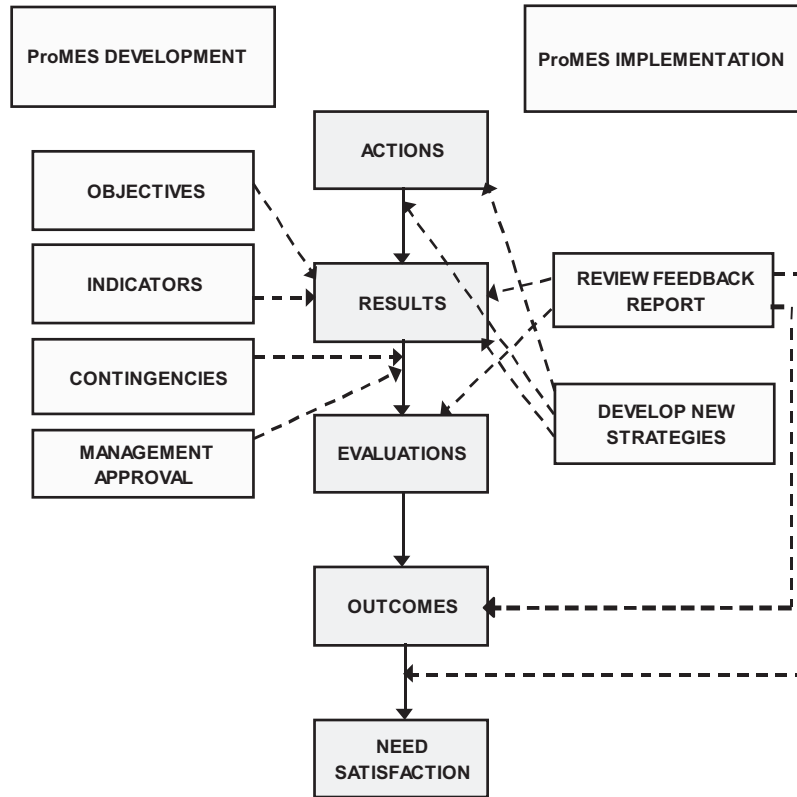 ProMES DEVELOPMENT
ProMES IMPLEMENTATION
ACTIONS
OBJECTIVES
INDICATORS
RESULTS
REVIEW FEEDBACK
REPORT
CONTINGENCIES
DEVELOP NEW
STRATEGIES
MANAGEMENT
APPROVAL
EVALUATIONS
OUTCOMES
NEED
SATISFACTION